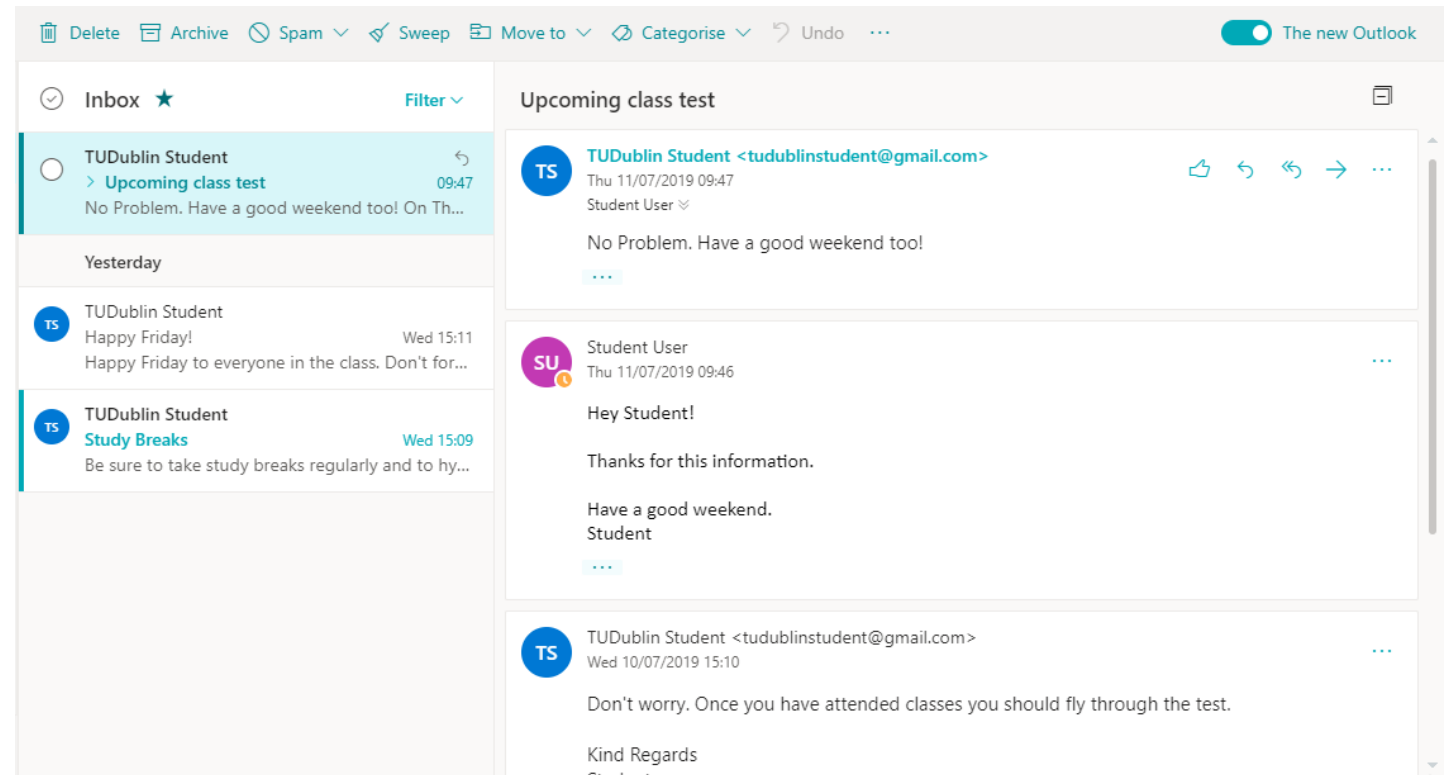 Delete Archive Spam Sweep Move to Categorise Undo ... The new Outlook
Inbox Filter
TUDublin Student
> Upcoming class test 09:47
No Problem. Have a good weekend too! On Th...
Yesterday
TS TUDublin Student
Happy Friday! Wed 15:11
Happy Friday to everyone in the class. Don't for...
TS TUDublin Student
Study Breaks Wed 15:09
Be sure to take study breaks regularly and to hy...
Upcoming class test
TS TUDublin Student <tudublinstudent@gmail.com>
Thu 11/07/2019 09:47
Student User
No Problem. Have a good weekend too!
...
SU Student User
Thu 11/07/2019 09:46
Hey Student!
Thanks for this information.
Have a good weekend.
Student
...
TS TUDublin Student <tudublinstudent@gmail.com>
Wed 10/07/2019 15:10
Don't worry. Once you have attended classes you should fly through the test.
Kind Regards